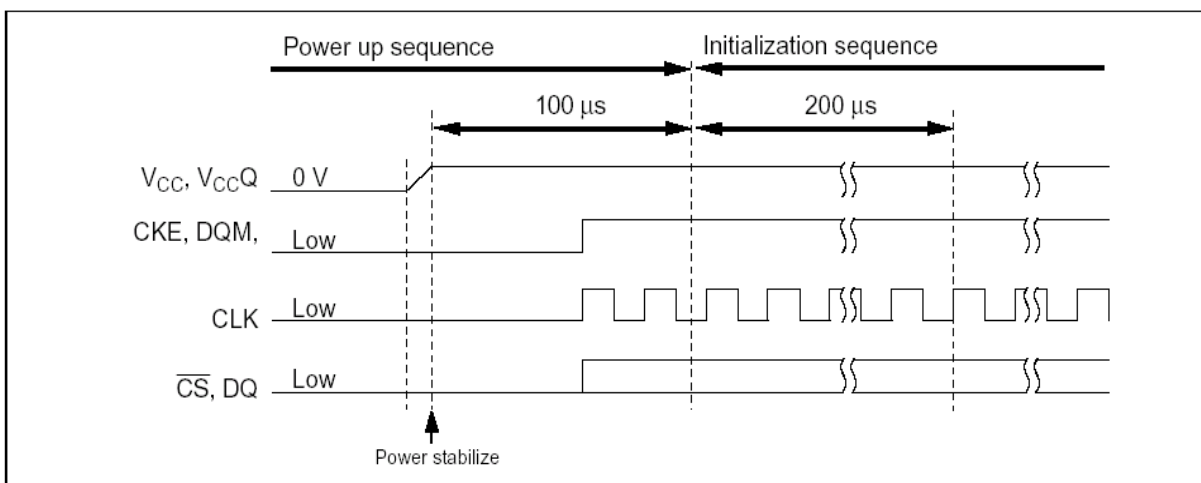 Power up sequence
Initialization sequence
100 μs
200 μs
VCC, VCCQ
0 V
CKE, DQM,
Low
CLK
Low
CS, DQ
Low
Power stabilize